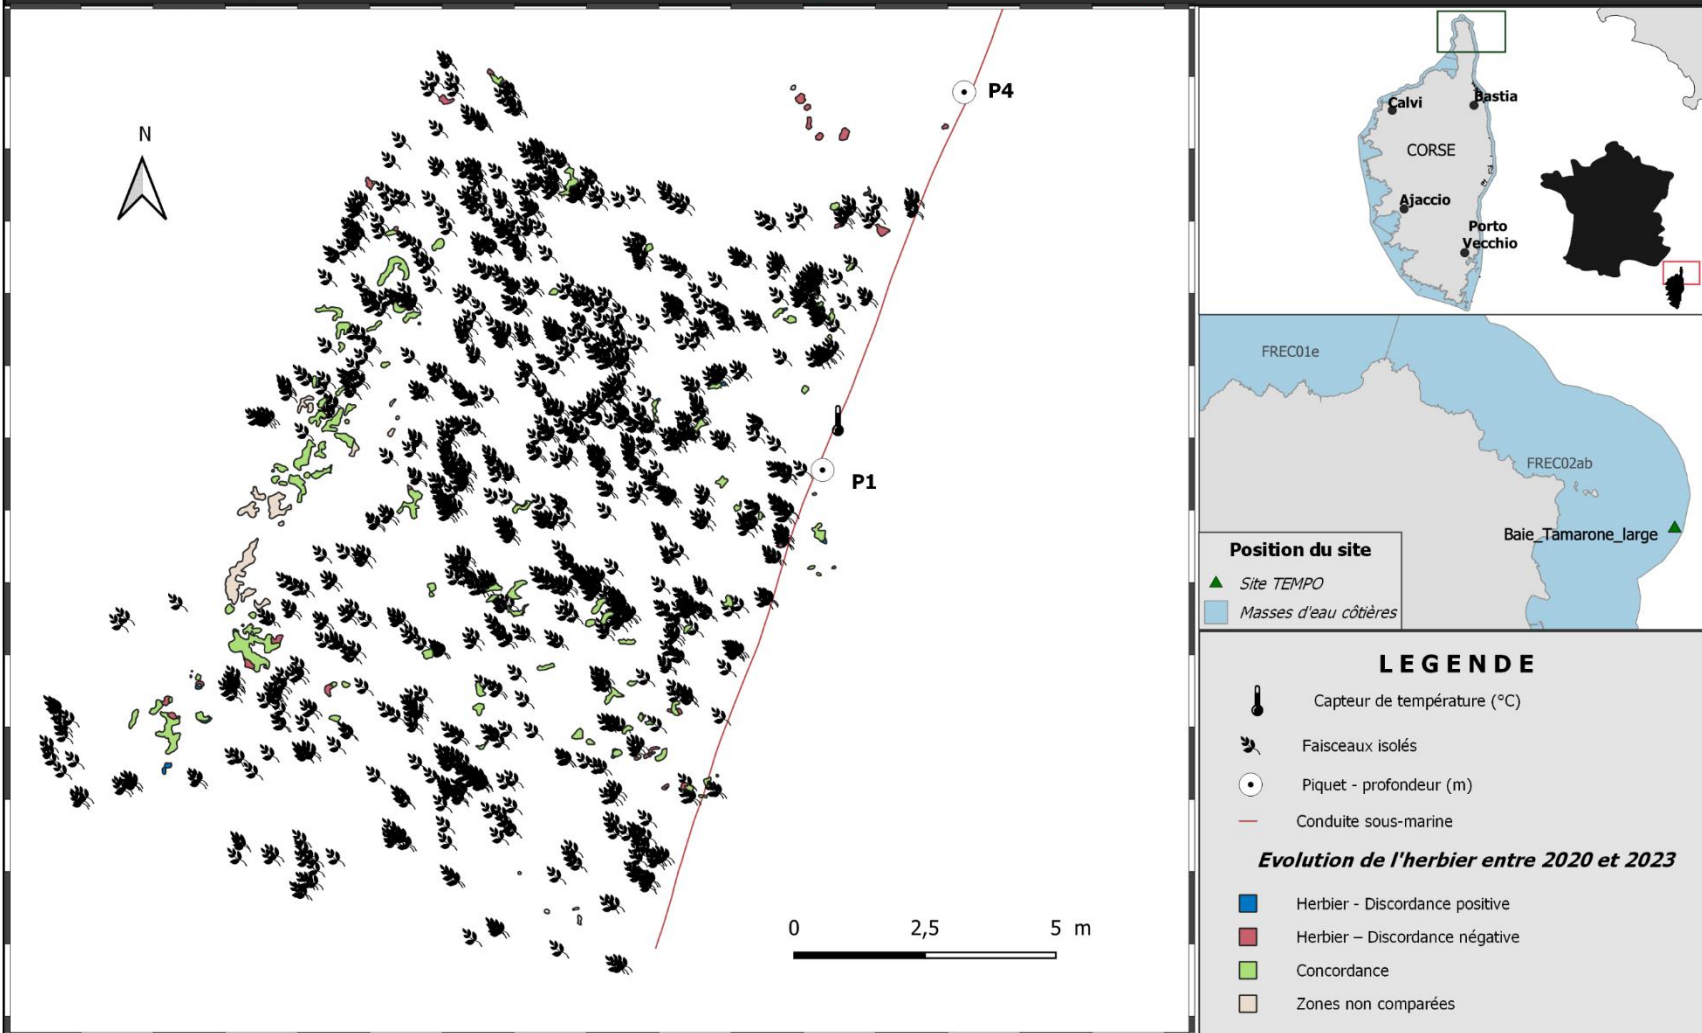 N
P4
P1
0 2,5 5 m
Calvi
Bastia
CORSE
Ajaccio
Porto
Vecchio
FREC01e
FREC02ab
Baie_Tamarone_large
Position du site
Site TEMPO
Masses d'eau côtières
LEGENDE
Capteur de température (°C)
Faisceaux isolés
Piquet - profondeur (m)
Conduite sous-marine
Evolution de l'herbier entre 2020 et 2023
Herbier - Discordance positive
Herbier – Discordance négative
Concordance
Zones non comparées